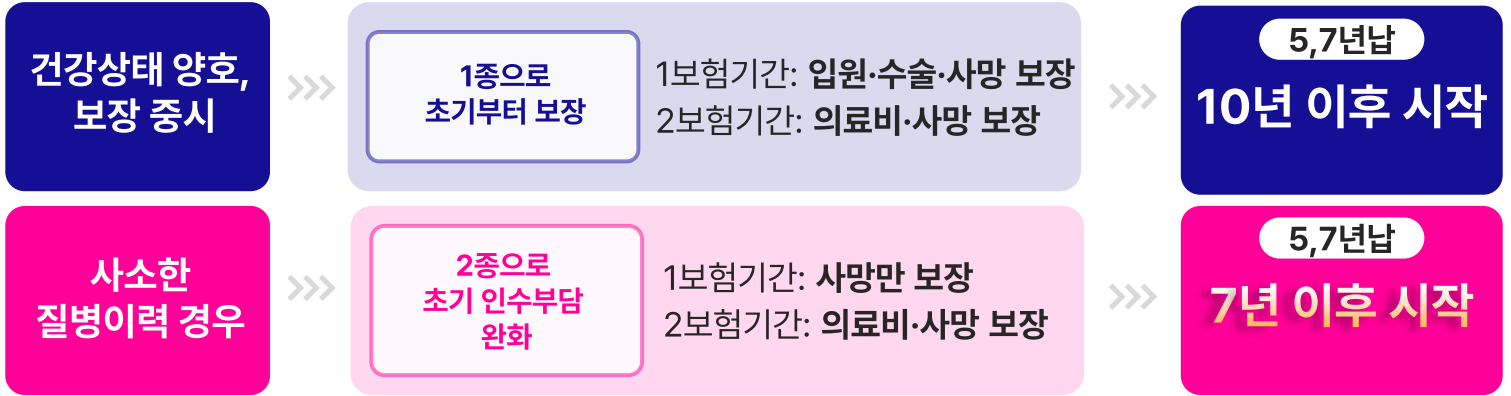 건강상태 양호,
보장 중시
1종으로
초기부터 보장
1보험기간: 입원·수술·사망 보장
2보험기간: 의료비·사망 보장
5,7년납
10년 이후 시작
사소한
질병이력 경우
2종으로
초기 인수부담
완화
1보험기간: 사망만 보장
2보험기간: 의료비·사망 보장
5,7년납
7년 이후 시작